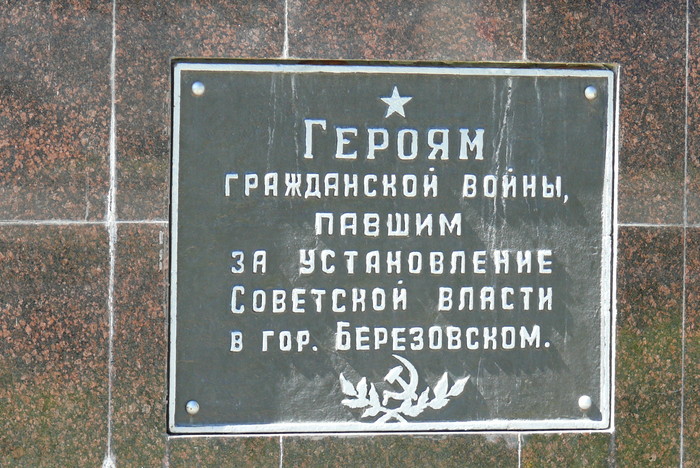 Героям
гражданской войны,
павшим
за установление
Советской власти
в гор. Березовском.